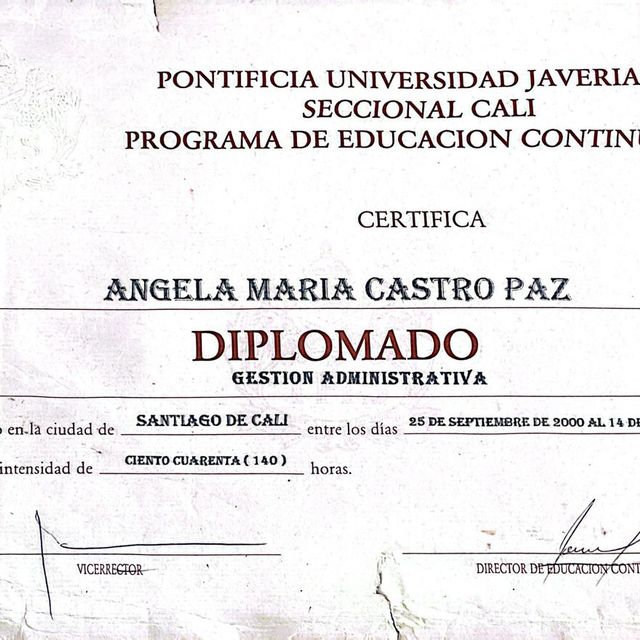 PONTIFICIA UNIVERSIDAD JAVERIA
SECCIONAL CALI
PROGRAMA DE EDUCACION CONTINU
CERTIFICA
ANGELA MARIA CASTRO PAZ
DIPLOMADO
GESTION ADMINISTRATIVA
o en la ciudad de SANTIAGO DE CALI entre los días 25 DE SEPTIEMBRE DE 2000 AL 14 DE
intensidad de CIENTO CUARENTA ( 140 ) horas.
VICERRECTOR DIRECTOR DE EDUCACION CONT